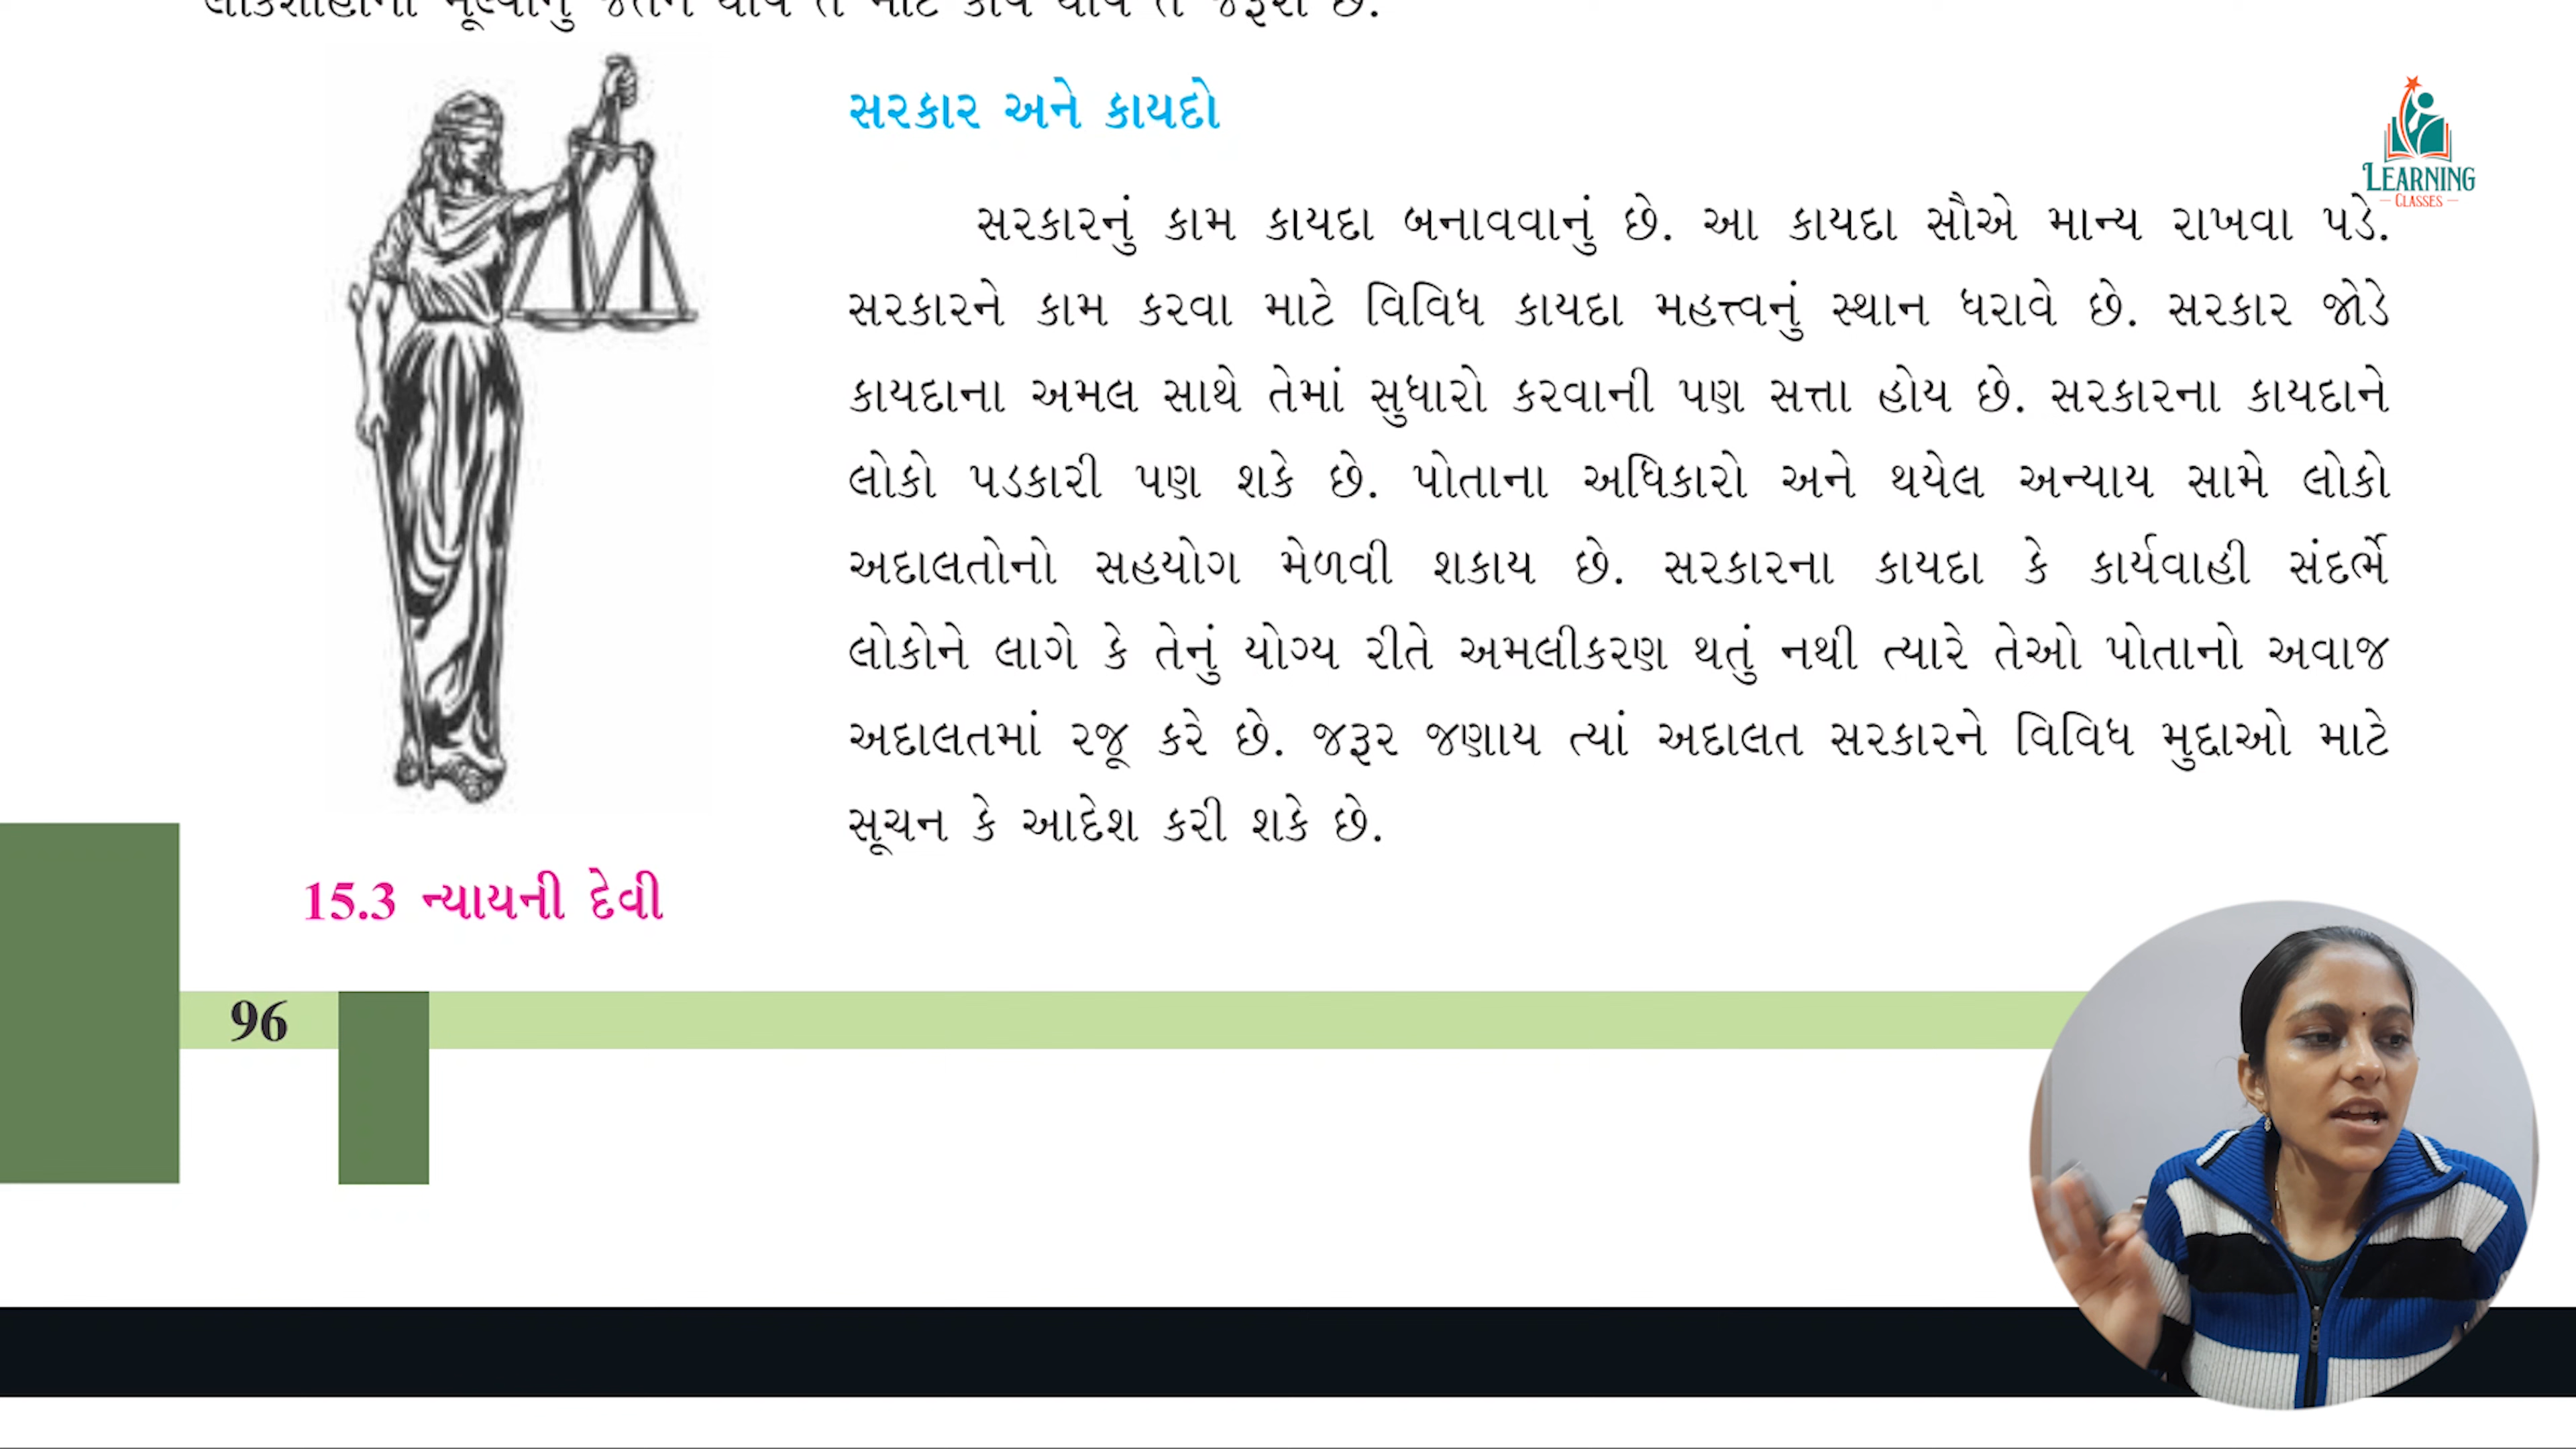 લોકશાહીના મૂલ્યોનું જતન થાય તે માટે કાર્ય થાય તે જરૂરી છે.
સરકાર અને કાયદો
LEARNING
CLASSES
સરકારનું કામ કાયદા બનાવવાનું છે. આ કાયદા સૌએ માન્ય રાખવા પડે.
સરકારને કામ કરવા માટે વિવિધ કાયદા મહત્ત્વનું સ્થાન ધરાવે છે. સરકાર જોડે
કાયદાના અમલ સાથે તેમાં સુધારો કરવાની પણ સત્તા હોય છે. સરકારના કાયદાને
લોકો પડકારી પણ શકે છે. પોતાના અધિકારો અને થયેલ અન્યાય સામે લોકો
અદાલતોનો સહયોગ મેળવી શકાય છે. સરકારના કાયદા કે કાર્યવાહી સંદર્ભે
લોકોને લાગે કે તેનું યોગ્ય રીતે અમલીકરણ થતું નથી ત્યારે તેઓ પોતાનો અવાજ
અદાલતમાં રજૂ કરે છે. જરૂર જણાય ત્યાં અદાલત સરકારને વિવિધ મુદ્દાઓ માટે
સૂચન કે આદેશ કરી શકે છે.
15.3 ન્યાયની દેવી
96